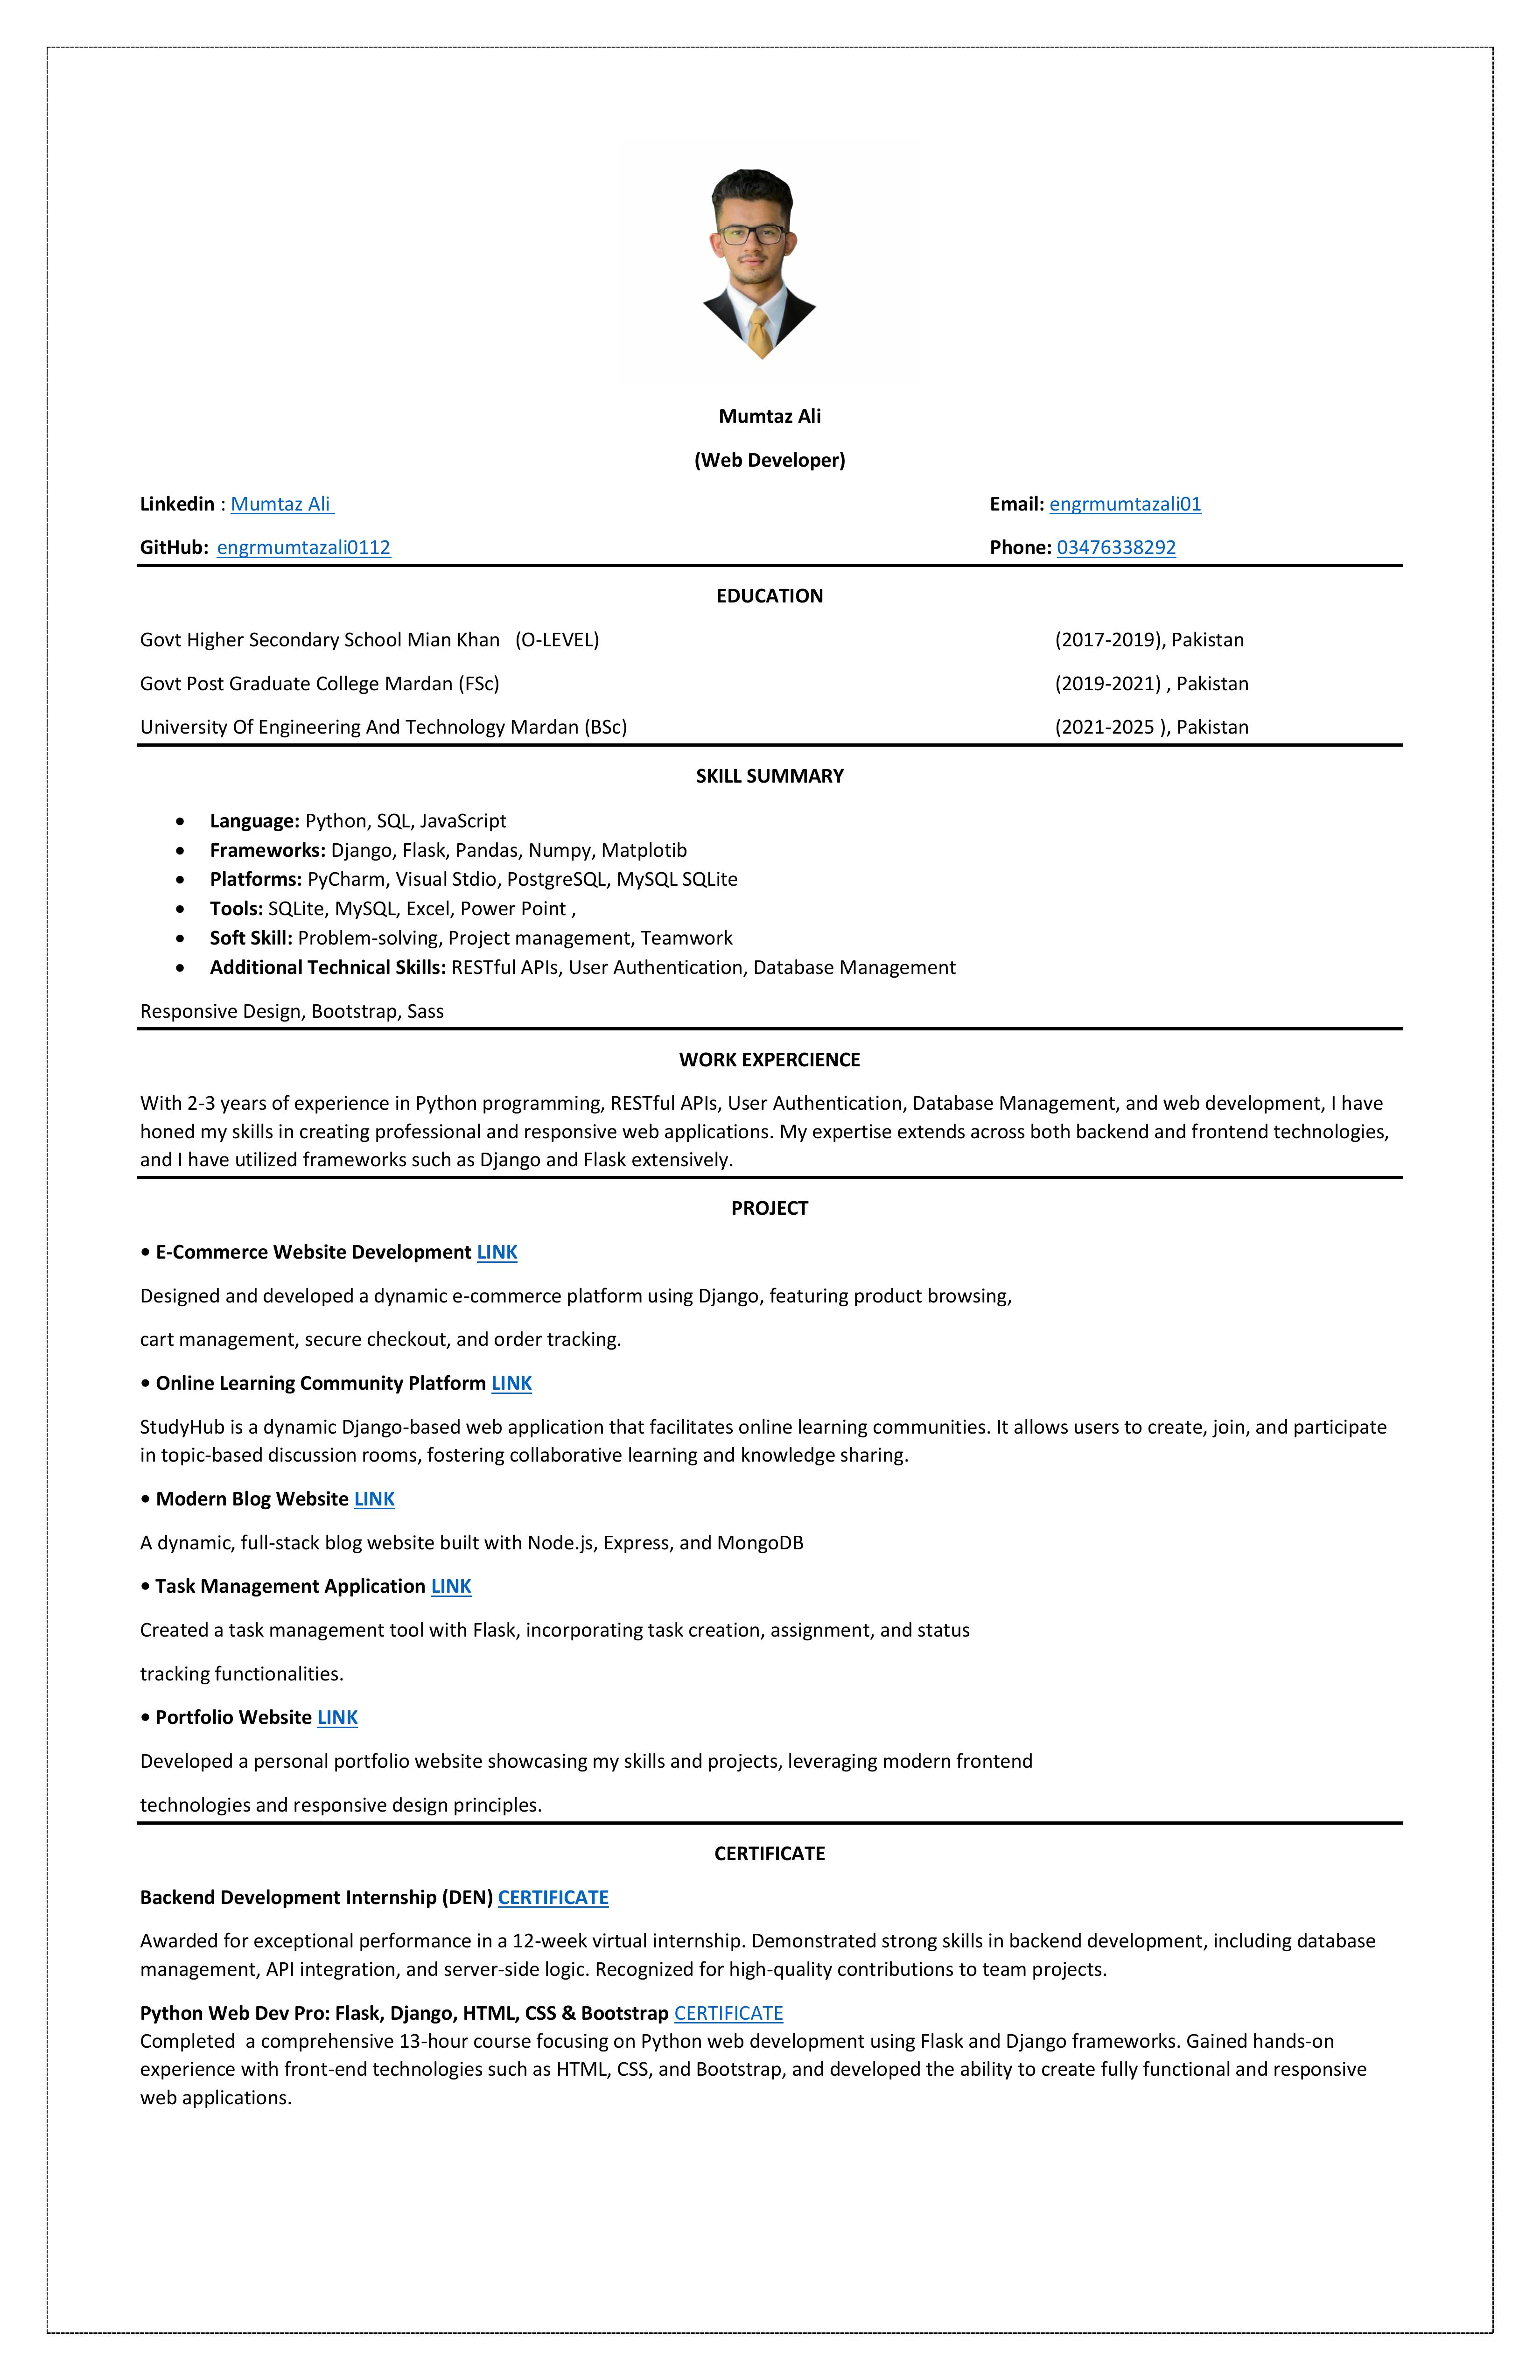 Mumtaz Ali
(Web Developer)
Linkedin : Mumtaz Ali Email: engrmumtazali01
GitHub: engrmumtazali0112 Phone: 03476338292
EDUCATION
Govt Higher Secondary School Mian Khan (O-LEVEL) (2017-2019), Pakistan
Govt Post Graduate College Mardan (FSc) (2019-2021) , Pakistan
University Of Engineering And Technology Mardan (BSc) (2021-2025 ), Pakistan
SKILL SUMMARY
• Language: Python, SQL, JavaScript
• Frameworks: Django, Flask, Pandas, Numpy, Matplotib
• Platforms: PyCharm, Visual Stdio, PostgreSQL, MySQL SQLite
• Tools: SQLite, MySQL, Excel, Power Point ,
• Soft Skill: Problem-solving, Project management, Teamwork
• Additional Technical Skills: RESTful APIs, User Authentication, Database Management
Responsive Design, Bootstrap, Sass
WORK EXPERCIENCE
With 2-3 years of experience in Python programming, RESTful APIs, User Authentication, Database Management, and web development, I have
honed my skills in creating professional and responsive web applications. My expertise extends across both backend and frontend technologies,
and I have utilized frameworks such as Django and Flask extensively.
PROJECT
• E-Commerce Website Development LINK
Designed and developed a dynamic e-commerce platform using Django, featuring product browsing,
cart management, secure checkout, and order tracking.
• Online Learning Community Platform LINK
StudyHub is a dynamic Django-based web application that facilitates online learning communities. It allows users to create, join, and participate
in topic-based discussion rooms, fostering collaborative learning and knowledge sharing.
• Modern Blog Website LINK
A dynamic, full-stack blog website built with Node.js, Express, and MongoDB
• Task Management Application LINK
Created a task management tool with Flask, incorporating task creation, assignment, and status
tracking functionalities.
• Portfolio Website LINK
Developed a personal portfolio website showcasing my skills and projects, leveraging modern frontend
technologies and responsive design principles.
CERTIFICATE
Backend Development Internship (DEN) CERTIFICATE
Awarded for exceptional performance in a 12-week virtual internship. Demonstrated strong skills in backend development, including database
management, API integration, and server-side logic. Recognized for high-quality contributions to team projects.
Python Web Dev Pro: Flask, Django, HTML, CSS & Bootstrap CERTIFICATE
Completed a comprehensive 13-hour course focusing on Python web development using Flask and Django frameworks. Gained hands-on
experience with front-end technologies such as HTML, CSS, and Bootstrap, and developed the ability to create fully functional and responsive
web applications.